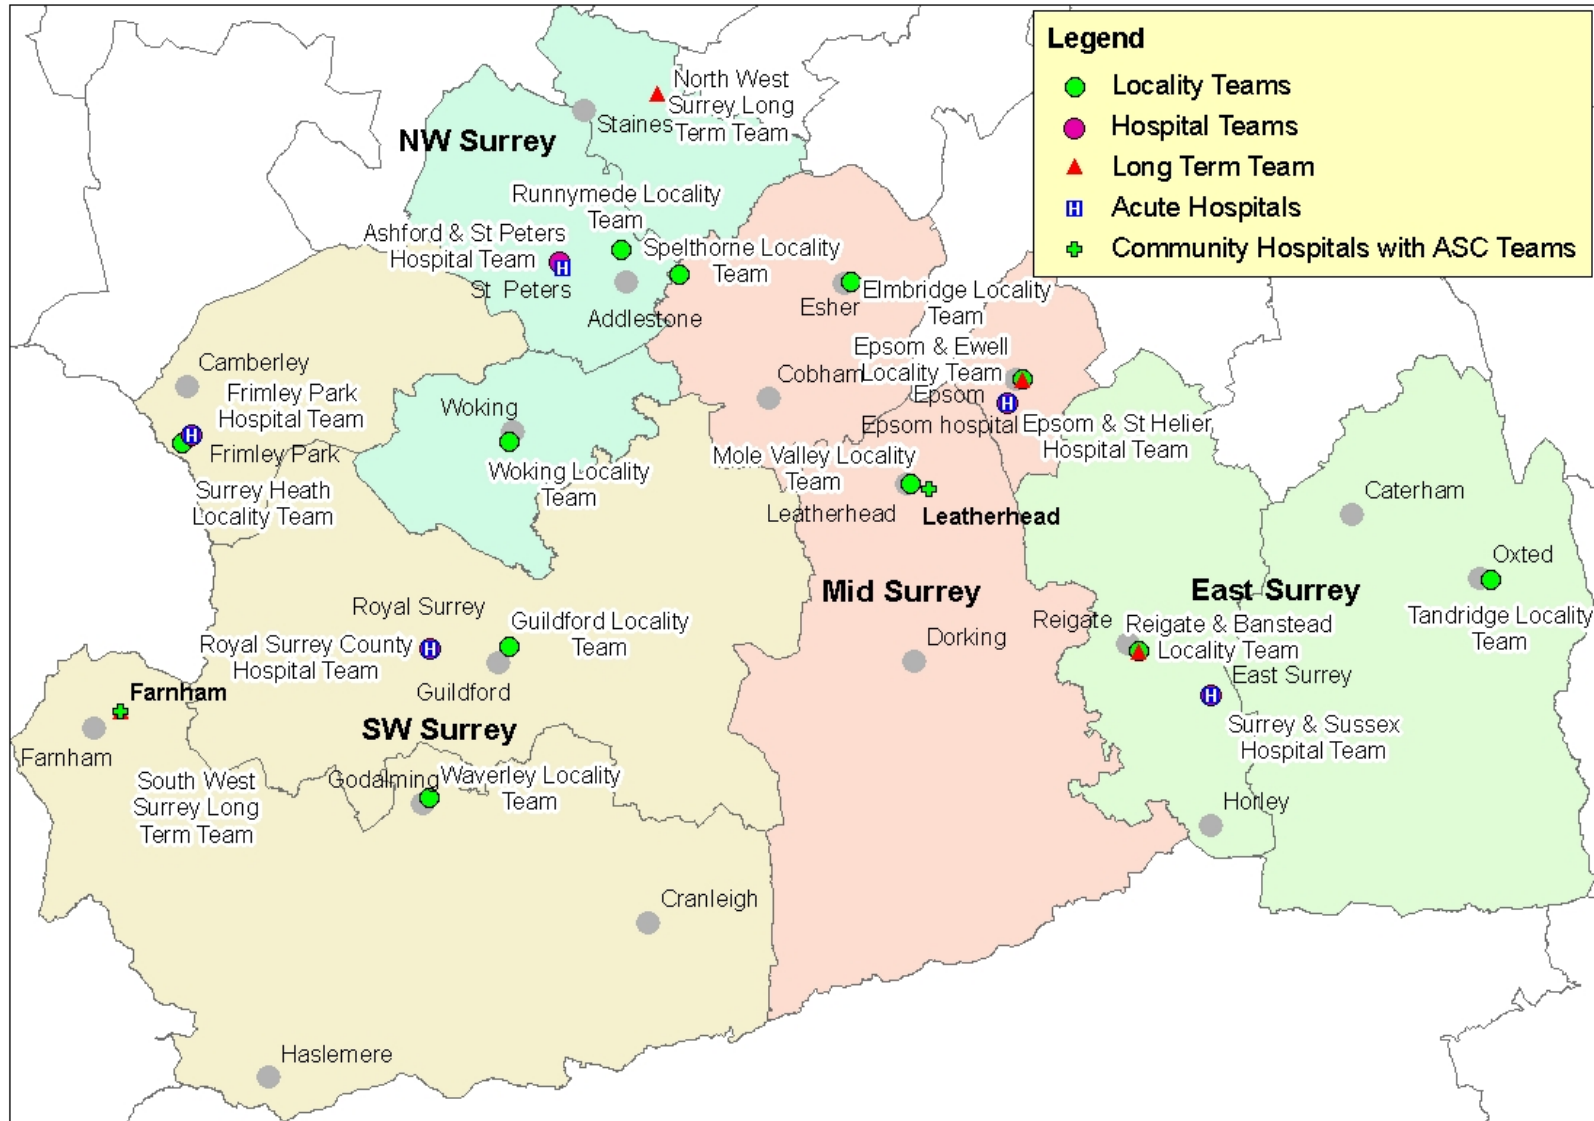 Legend
Locality Teams
Hospital Teams
Long Term Team
H Acute Hospitals
Community Hospitals with ASC Teams
North West
Surrey Long
Term Team
Staines
NW Surrey
Runnymede Locality
Team
Ashford & St Peters
Hospital Team
H
St Peters
Spelthorne Locality
Team
Addlestone
Esher
Elmbridge Locality
Team
Camberley
Frimley Park
Hospital Team
H
Frimley Park
Surrey Heath
Locality Team
Woking
Woking Locality
Team
Cobham
Epsom & Ewell
Locality Team
Epsom
H
Epsom hospital
Epsom & St Helier
Hospital Team
Mole Valley Locality
Team
Leatherhead
Leatherhead
Caterham
Oxted
Tandridge Locality
Team
Mid Surrey
East Surrey
Royal Surrey
Royal Surrey County
Hospital Team
H
Guildford Locality
Team
Guildford
Dorking
Reigate
Reigate & Banstead
Locality Team
East Surrey
H
Surrey & Sussex
Hospital Team
Farnham
Farnham
SW Surrey
South West
Surrey Long
Term Team
Godalming
Waverley Locality
Team
Horley
Cranleigh
Haslemere